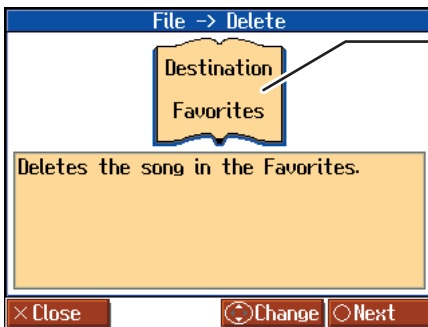 File -> Delete
Destination
Favorites
Deletes the song in the Favorites.
×Close
Change
○Next